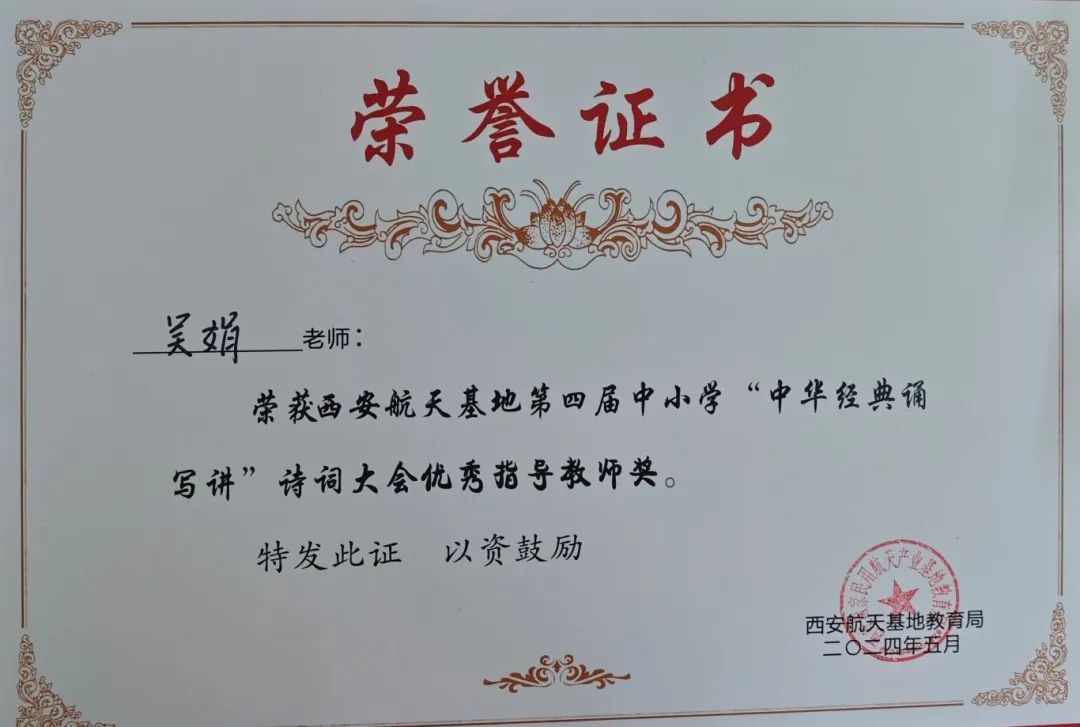 荣誉证书
吴娟 老师：
荣获西安航天基地第四届中小学“中华经典诵
写讲”诗词大会优秀指导教师奖。
特发此证 以资鼓励
西安航天基地教育局
二〇二四年五月